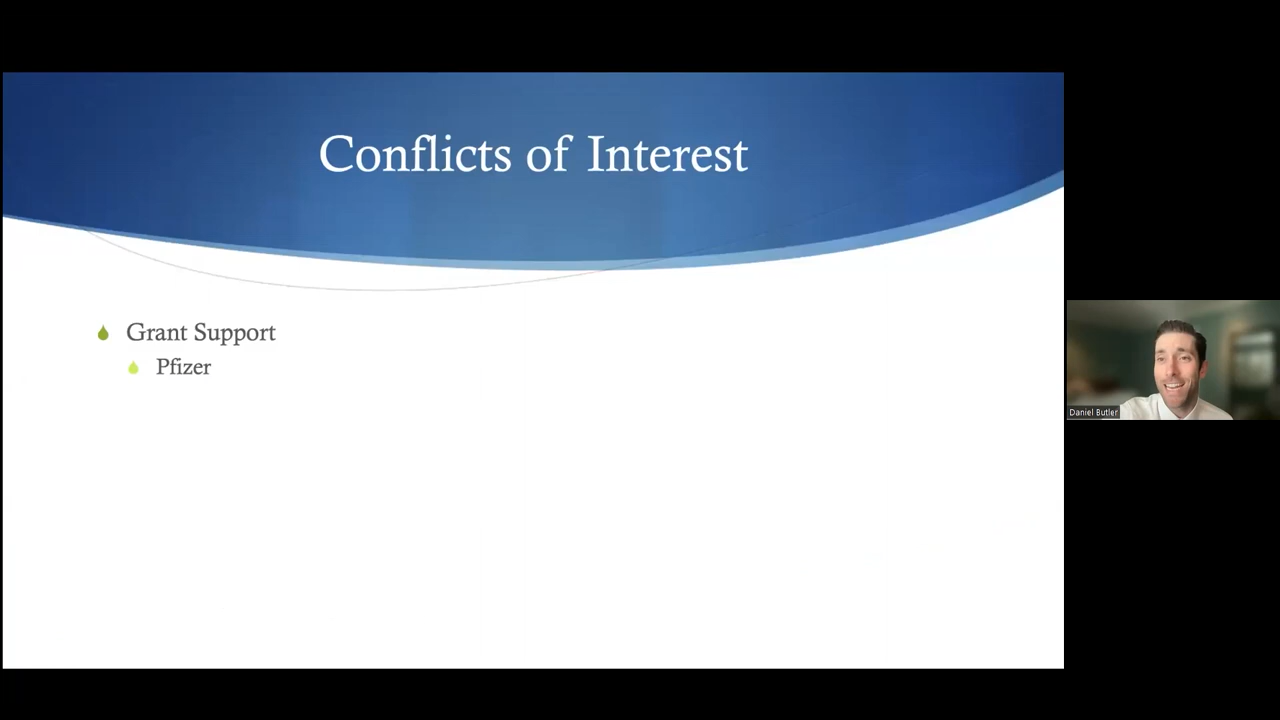 Conflicts of Interest
Grant Support
Pfizer
Daniel Butler